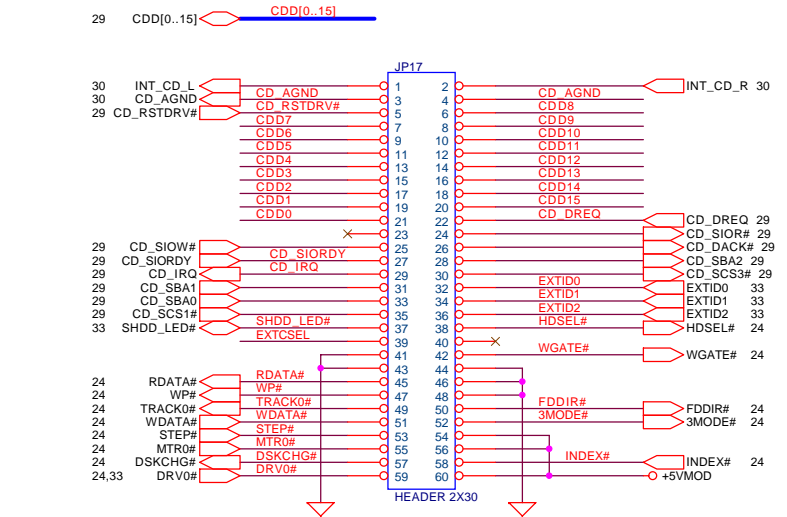 29 CDD[0..15] CDD[0..15]
JP17
30 INT_CD_L 1 2 INT_CD_R 30
30 CD_AGND CD_AGND 3 4 CD_AGND
29 CD_RSTDRV# CD_RSTDRV# 5 6 CDD8
CDD7 7 8 CDD9
CDD6 9 10 CDD10
CDD5 11 12 CDD11
CDD4 13 14 CDD12
CDD3 15 16 CDD13
CDD2 17 18 CDD14
CDD1 19 20 CDD15
CDD0 21 22 CD_DREQ CD_DREQ 29
23 24 CD_SIOR# 29
29 CD_SIOW# 25 26 CD_DACK# 29
29 CD_SIORDY CD_SIORDY 27 28 CD_SBA2 29
29 CD_IRQ CD_IRQ 29 30 CD_SCS3# 29
29 CD_SBA1 31 32 EXTID0 EXTID0 33
29 CD_SBA0 33 34 EXTID1 EXTID1 33
29 CD_SCS1# 35 36 EXTID2 EXTID2 33
33 SHDD_LED# SHDD_LED# 37 38 HDSEL# HDSEL# 24
EXTCSEL 39 40
41 42 WGATE# WGATE# 24
43 44
24 RDATA# RDATA# 45 46
24 WP# WP# 47 48
24 TRACK0# TRACK0# 49 50 FDDIR# FDDIR# 24
24 WDATA# WDATA# 51 52 3MODE# 3MODE# 24
24 STEP# STEP# 53 54
24 MTR0# MTR0# 55 56
24 DSKCHG# DSKCHG# 57 58 INDEX# INDEX# 24
24,33 DRV0# DRV0# 59 60 +5VMOD
HEADER 2X30